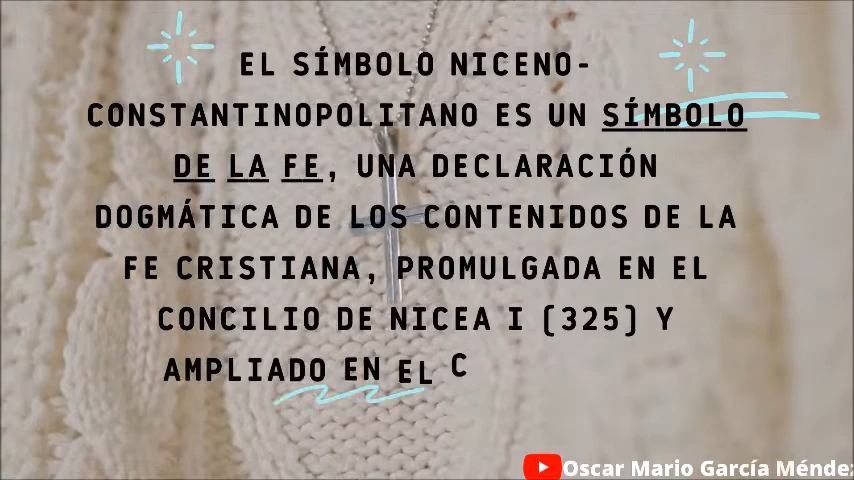 EL SÍMBOLO NICENO-
CONSTANTINOPOLITANO ES UN SÍMBOLO
DE LA FE, UNA DECLARACIÓN
DOGMÁTICA DE LOS CONTENIDOS DE LA
FE CRISTIANA, PROMULGADA EN EL
CONCILIO DE NICEA I (325) Y
AMPLIADO EN EL C
Oscar Mario García Méndez